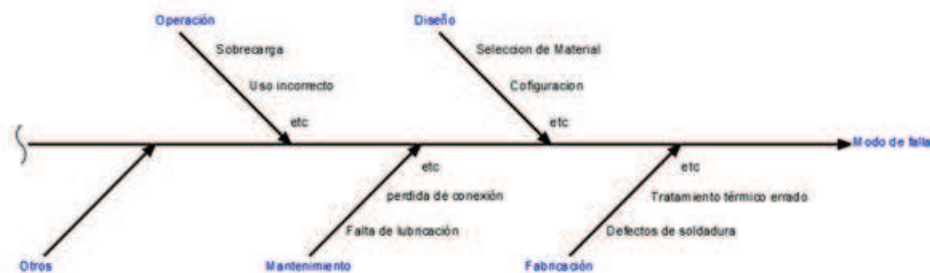 Operación
Diseño
Sobrecarga
Seleccion de Material
Uso incorrecto
Cofiguracion
etc
etc
Modo de falla
etc
etc
perdida de conexión
Tratamiento térmico errado
Falta de lubricación
Defectos de soldadura
Otros
Mantenimiento
Fabricación